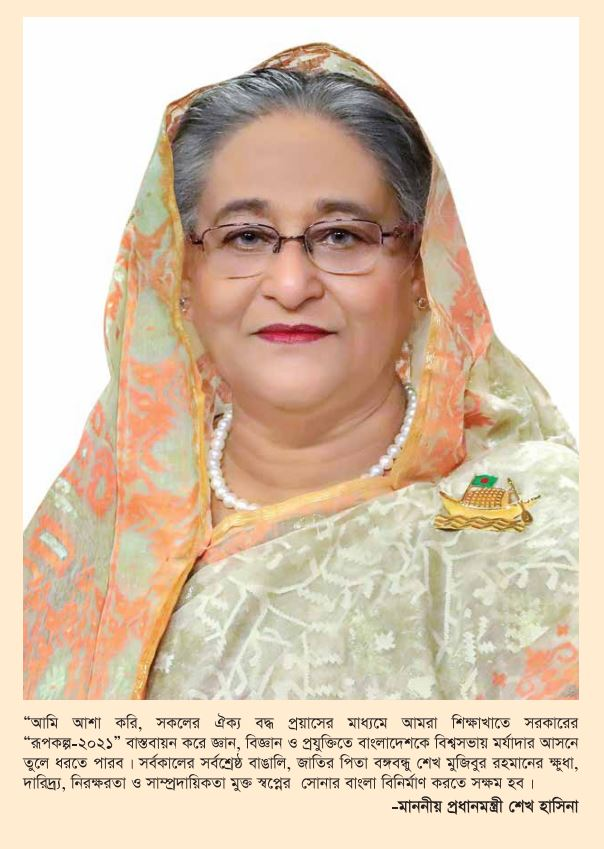 “আমি আশা করি, সকলের ঐক্য বদ্ধ প্রয়াসের মাধ্যমে আমরা শিক্ষাখাতে সরকারের
“রূপকল্প-২০২১” বাস্তবায়ন করে জ্ঞান, বিজ্ঞান ও প্রযুক্তিতে বাংলাদেশকে বিশ্বসভায় মর্যাদার আসনে
তুলে ধরতে পারব। সর্বকালের সর্বশ্রেষ্ঠ বাঙালি, জাতির পিতা বঙ্গবন্ধু শেখ মুজিবুর রহমানের ক্ষুধা,
দারিদ্র্য, নিরক্ষরতা ও সাম্প্রদায়িকতা মুক্ত স্বপ্নের সোনার বাংলা বিনির্মাণ করতে সক্ষম হব।
-মাননীয় প্রধানমন্ত্রী শেখ হাসিনা